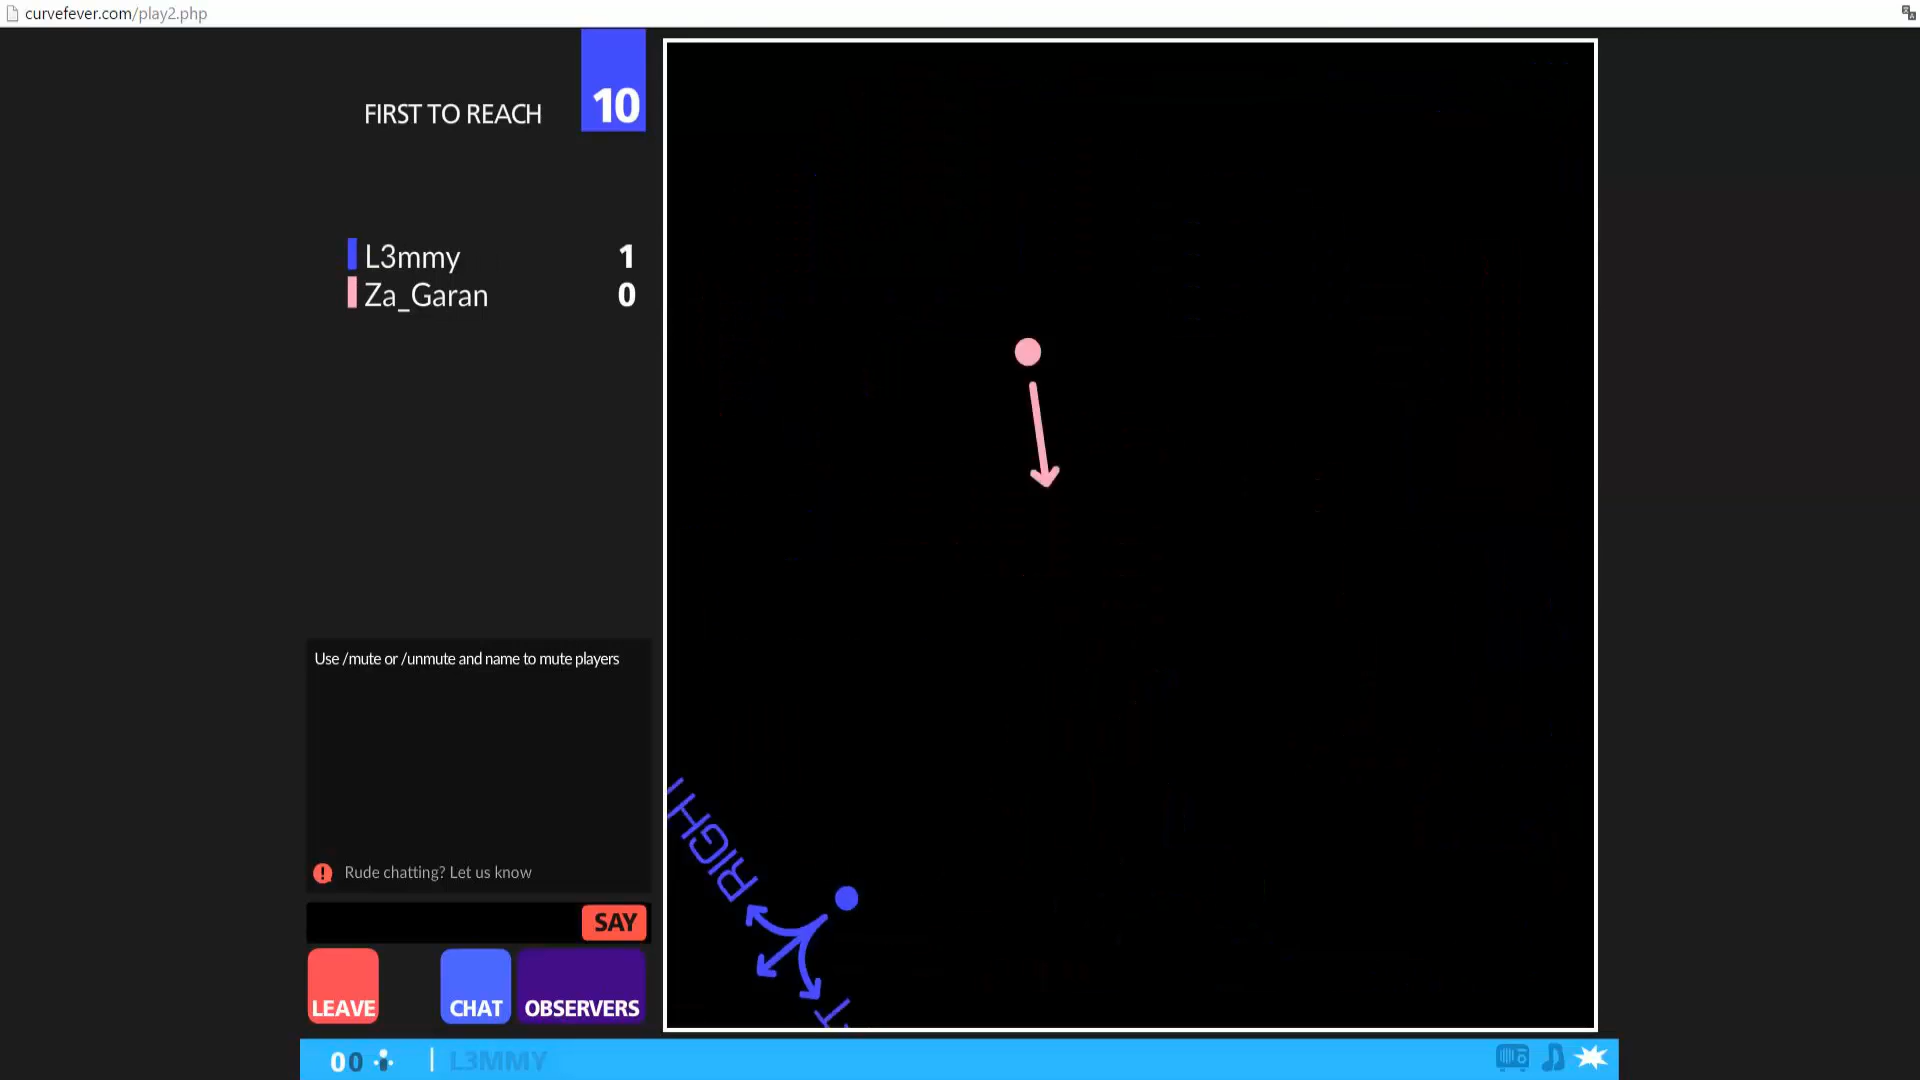 curvefever.com/play2.php
FIRST TO REACH 10
L3mmy 1
Za_Garan 0
Use /mute or /unmute and name to mute players
Rude chatting? Let us know
SAY
LEAVE CHAT OBSERVERS
00 L3MMY